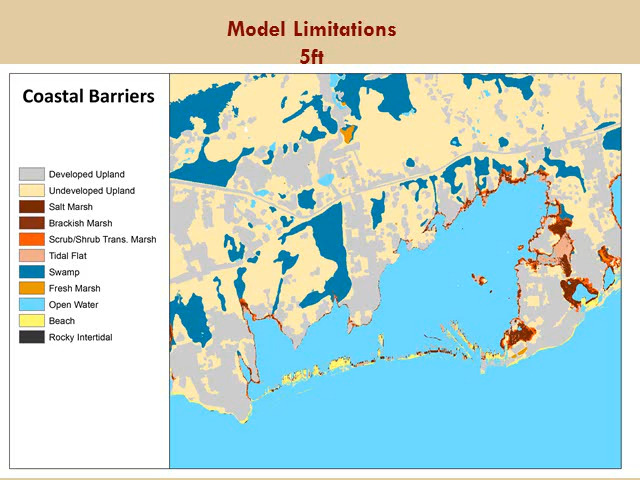 Model Limitations
5ft
Coastal Barriers
Developed Upland
Undeveloped Upland
Salt Marsh
Brackish Marsh
Scrub/Shrub Trans. Marsh
Tidal Flat
Swamp
Fresh Marsh
Open Water
Beach
Rocky Intertidal